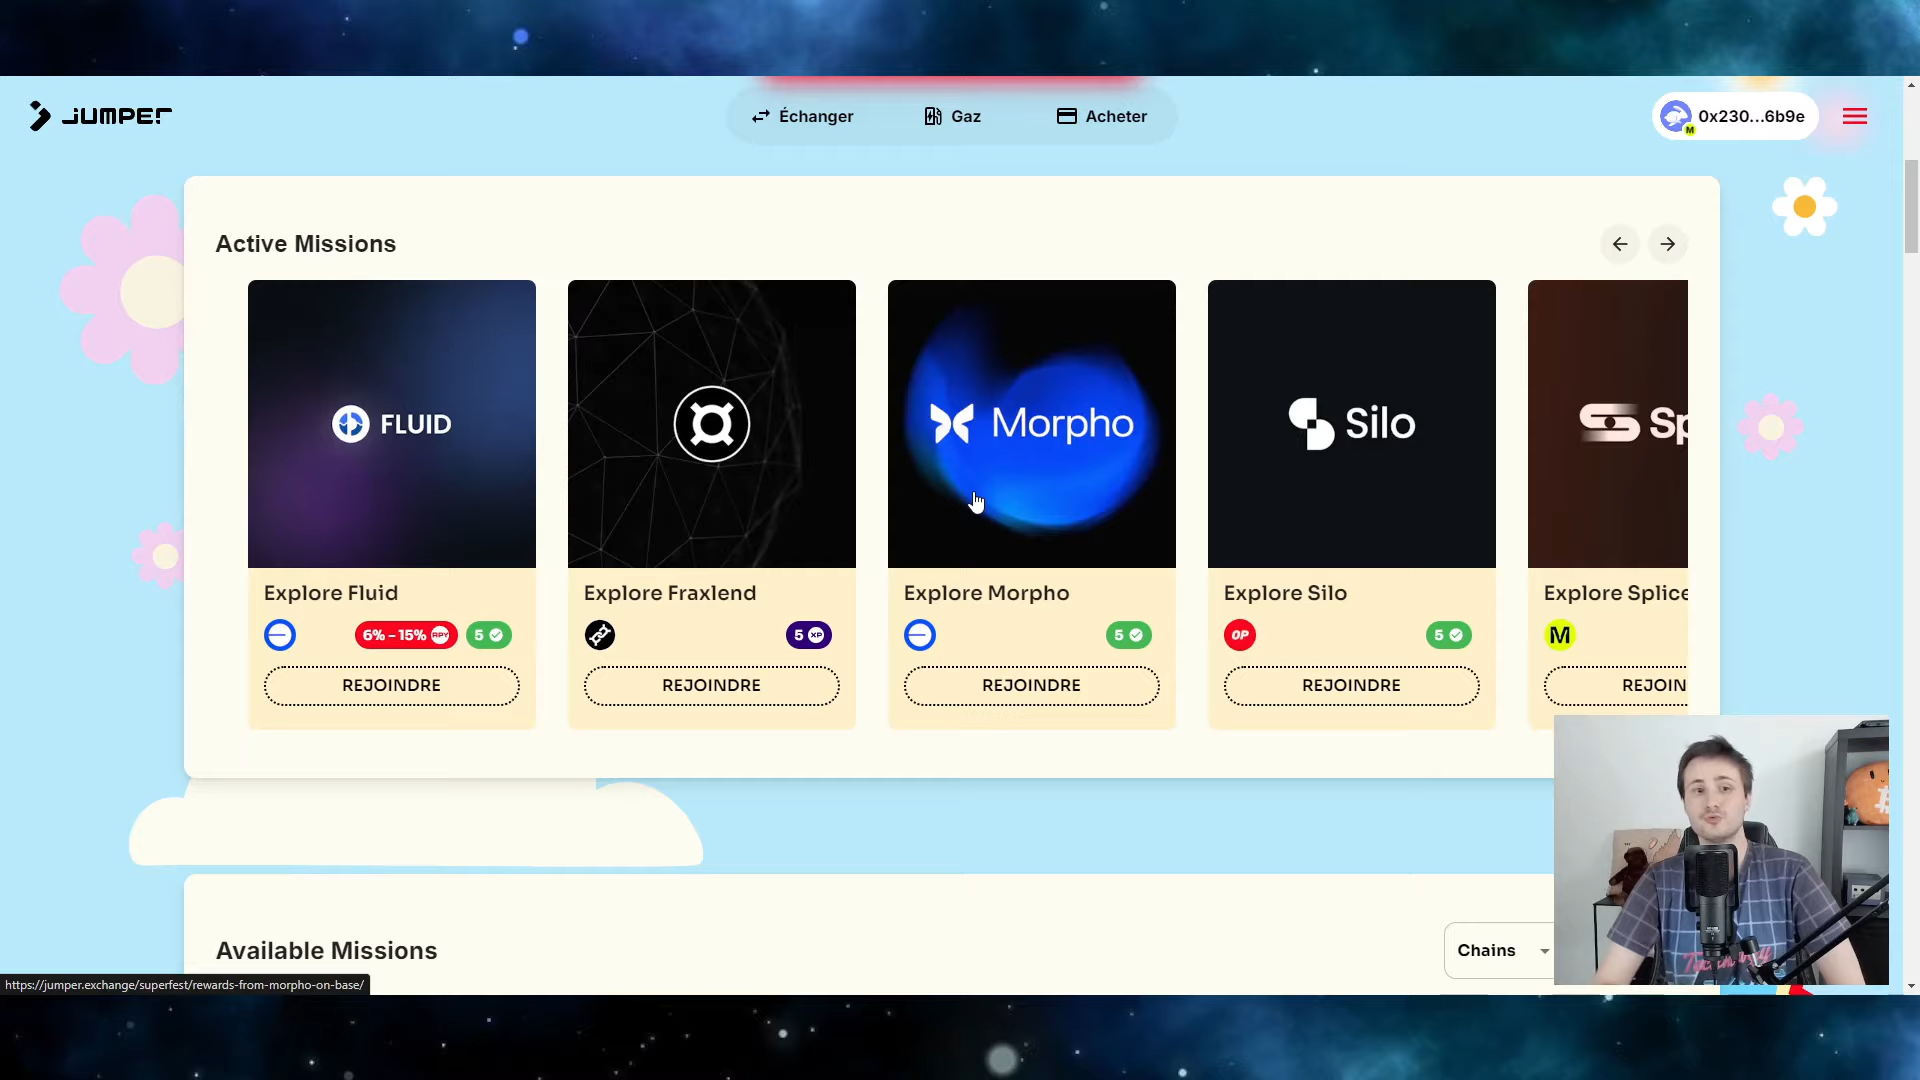 JUMPER
Échanger
Gaz
Acheter
0x230...6b9e
M
Active Missions
FLUID
Morpho
Silo
Sp
Explore Fluid
Explore Fraxlend
Explore Morpho
Explore Silo
Explore Splice
6% – 15% APY
5
5 XP
5
OP
5
M
REJOINDRE
REJOINDRE
REJOINDRE
REJOINDRE
REJOIN
Available Missions
Chains
https://jumper.exchange/superfest/rewards-from-morpho-on-base/